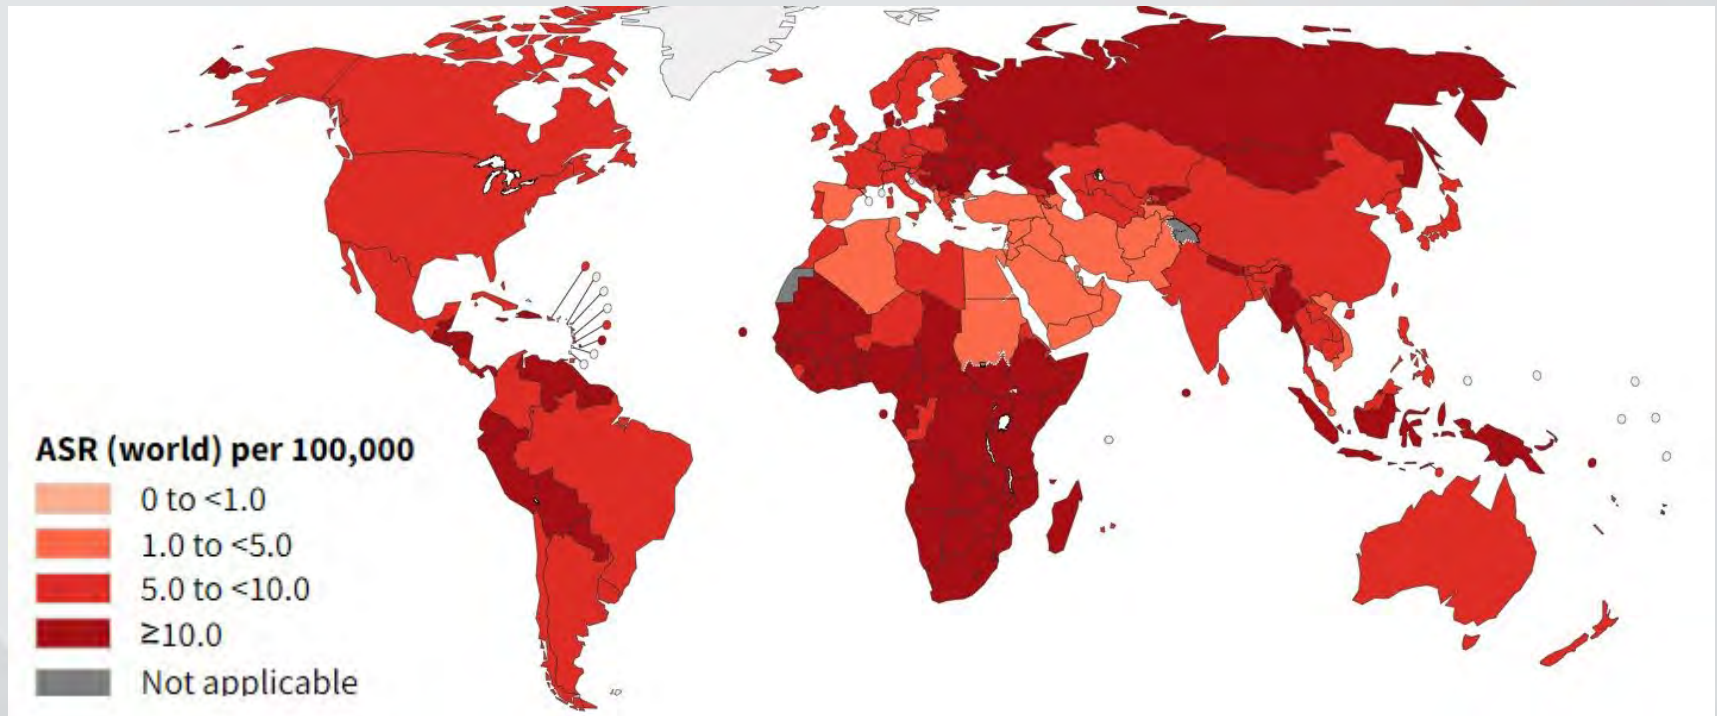 ASR (world) per 100,000
0 to <1.0
1.0 to <5.0
5.0 to <10.0
≥10.0
Not applicable